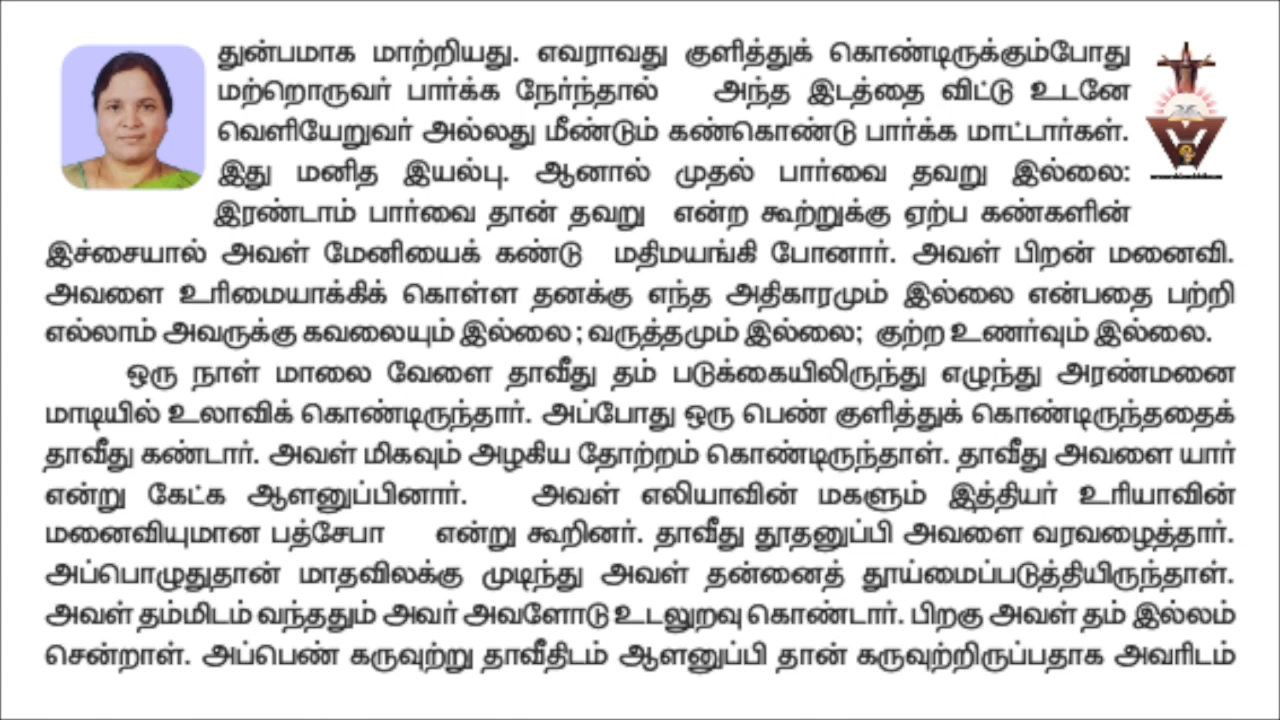 துன்பமாக மாற்றியது. எவராவது குளித்துக் கொண்டிருக்கும்போது
மற்றொருவர் பார்க்க நேர்ந்தால் அந்த இடத்தை விட்டு உடனே
வெளியேறுவர் அல்லது மீண்டும் கண்கொண்டு பார்க்க மாட்டார்கள்.
இது மனித இயல்பு. ஆனால் முதல் பார்வை தவறு இல்லை:
இரண்டாம் பார்வை தான் தவறு என்ற கூற்றுக்கு ஏற்ப கண்களின்
இச்சையால் அவள் மேனியைக் கண்டு மதிமயங்கி போனார். அவள் பிறன் மனைவி.
அவளை உரிமையாக்கிக் கொள்ள தனக்கு எந்த அதிகாரமும் இல்லை என்பதை பற்றி
எல்லாம் அவருக்கு கவலையும் இல்லை ; வருத்தமும் இல்லை; குற்ற உணர்வும் இல்லை.
ஒரு நாள் மாலை வேளை தாவீது தம் படுக்கையிலிருந்து எழுந்து அரண்மனை
மாடியில் உலாவிக் கொண்டிருந்தார். அப்போது ஒரு பெண் குளித்துக் கொண்டிருந்ததைக்
தாவீது கண்டார். அவள் மிகவும் அழகிய தோற்றம் கொண்டிருந்தாள். தாவீது அவளை யார்
என்று கேட்க ஆளனுப்பினார். அவள் எலியாவின் மகளும் இத்தியர் உரியாவின்
மனைவியுமான பத்சேபா என்று கூறினர். தாவீது தூதனுப்பி அவளை வரவழைத்தார்.
அப்பொழுதுதான் மாதவிலக்கு முடிந்து அவள் தன்னைத் தூய்மைப்படுத்தியிருந்தாள்.
அவள் தம்மிடம் வந்ததும் அவர் அவளோடு உடலுறவு கொண்டார். பிறகு அவள் தம் இல்லம்
சென்றாள். அப்பெண் கருவுற்று தாவீதிடம் ஆளனுப்பி தான் கருவுற்றிருப்பதாக அவரிடம்